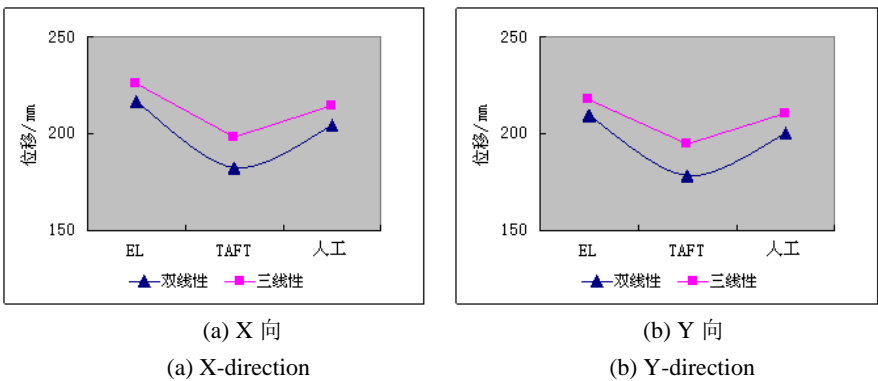 250
200
150
位移/mm
EL
TAFT
人工
双线性
三线性
(a) X 向
(a) X-direction
250
200
150
位移/mm
EL
TAFT
人工
双线性
三线性
(b) Y 向
(b) Y-direction